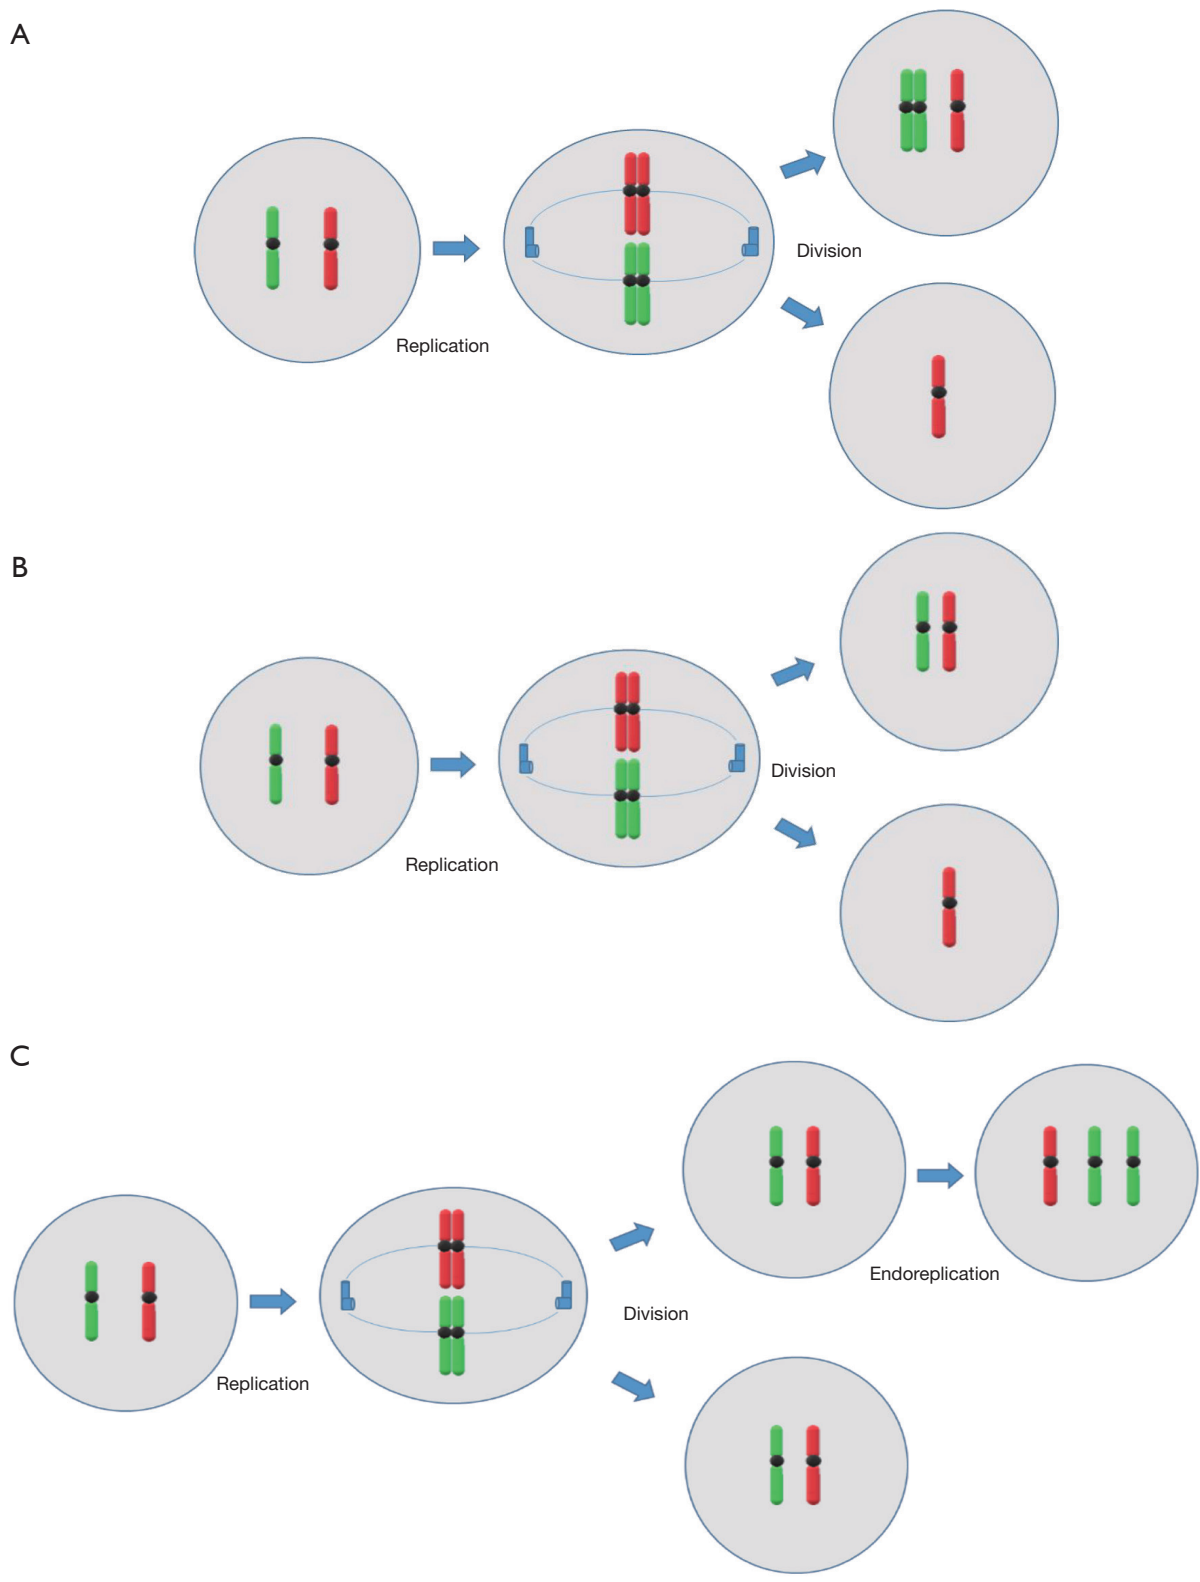 A
Division
Replication
B
Division
Replication
C
Endoreplication
Division
Replication